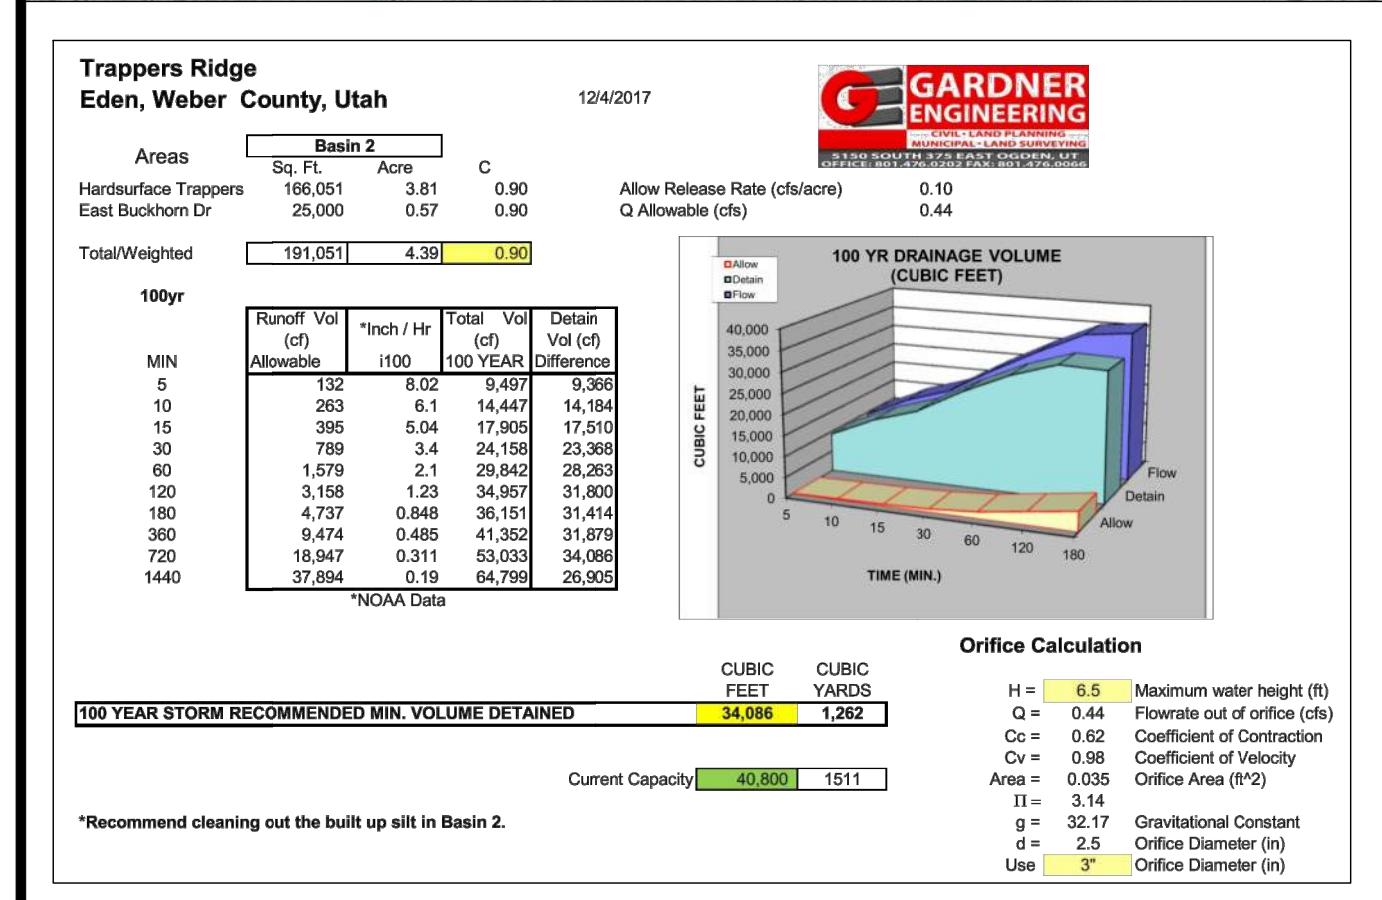 Trappers Ridge
Eden, Weber County, Utah
12/4/2017
GARDNER
ENGINEERING
CIVIL • LAND PLANNING
MUNICIPAL • LAND SURVEYING
5150 SOUTH 375 EAST OGDEN, UT
OFFICE: 801.476.0202 FAX: 801.476.0066
Areas
Basin 2
Sq. Ft. Acre C
Hardsurface Trappers 166,051 3.81 0.90
East Buckhorn Dr 25,000 0.57 0.90
Total/Weighted 191,051 4.39 0.90
Allow Release Rate (cfs/acre) 0.10
Q Allowable (cfs) 0.44
100yr
Runoff Vol *Inch / Hr Total Vol Detain
(cf) (cf) Vol (cf)
MIN Allowable i100 100 YEAR Difference
5 132 8.02 9,497 9,366
10 263 6.1 14,447 14,184
15 395 5.04 17,905 17,510
30 789 3.4 24,158 23,368
60 1,579 2.1 29,842 28,263
120 3,158 1.23 34,957 31,800
180 4,737 0.848 36,151 31,414
360 9,474 0.485 41,352 31,879
720 18,947 0.311 53,033 34,086
1440 37,894 0.19 64,799 26,905
*NOAA Data
100 YR DRAINAGE VOLUME
(CUBIC FEET)
Allow
Detain
Flow
CUBIC FEET
40,000
35,000
30,000
25,000
20,000
15,000
10,000
5,000
0
5 10 15 30 60 120 180
TIME (MIN.)
Flow
Detain
Allow
CUBIC CUBIC
FEET YARDS
100 YEAR STORM RECOMMENDED MIN. VOLUME DETAINED 34,086 1,262
Current Capacity 40,800 1511
*Recommend cleaning out the built up silt in Basin 2.
Orifice Calculation
H = 6.5 Maximum water height (ft)
Q = 0.44 Flowrate out of orifice (cfs)
Cc = 0.62 Coefficient of Contraction
Cv = 0.98 Coefficient of Velocity
Area = 0.035 Orifice Area (ft^2)
Π = 3.14
g = 32.17 Gravitational Constant
d = 2.5 Orifice Diameter (in)
Use 3" Orifice Diameter (in)